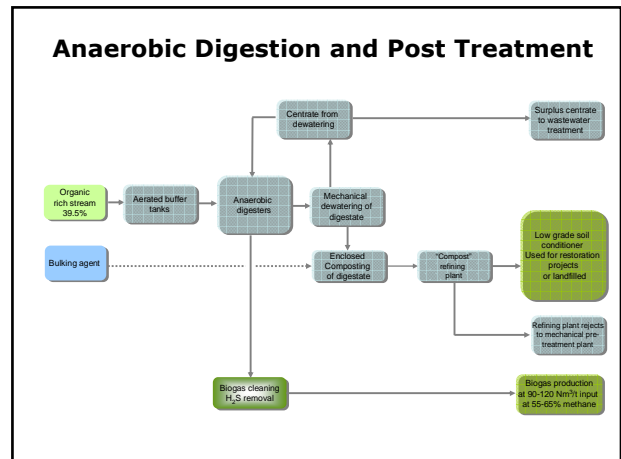 Anaerobic Digestion and Post Treatment
Centrate from
dewatering
Surplus centrate
to wastewater
treatment
Organic
rich stream
39.5%
Aerated buffer
tanks
Anaerobic
digesters
Mechanical
dewatering of
digestate
Bulking agent
Enclosed
Composting
of digestate
"Compost"
refining
plant
Low grade soil
conditioner
Used for restoration
projects
or landfilled
Refining plant rejects
to mechanical pre-
treatment plant
Biogas cleaning
H₂S removal
Biogas production
at 90-120 Nm³/t input
at 55-65% methane